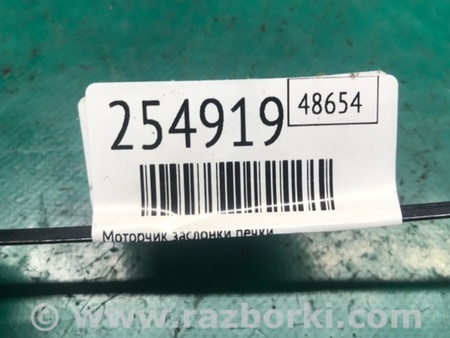 254919
48654
Моторчик заслонки печки
© www.razborki.com